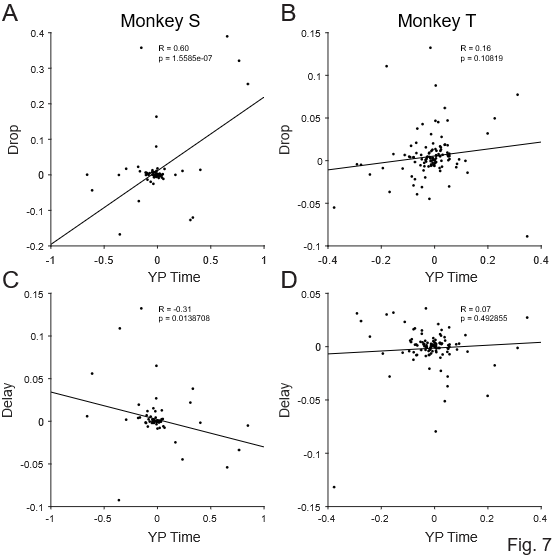 A
Monkey S
B
Monkey T
R = 0.60
p = 1.5585e-07
0.4
0.3
0.2
0.1
0
-0.1
-0.2
Drop
-1
-0.5
0
0.5
1
YP Time
R = 0.16
p = 0.10819
0.15
0.1
0.05
0
-0.05
-0.1
Drop
-0.4
-0.2
0
0.2
0.4
YP Time
C
R = -0.31
p = 0.0138708
0.15
0.1
0.05
0
-0.05
-0.1
Delay
-1
-0.5
0
0.5
1
YP Time
D
R = 0.07
p = 0.492855
0.05
0
-0.05
-0.1
-0.15
Delay
-0.4
-0.2
0
0.2
0.4
YP Time
Fig. 7